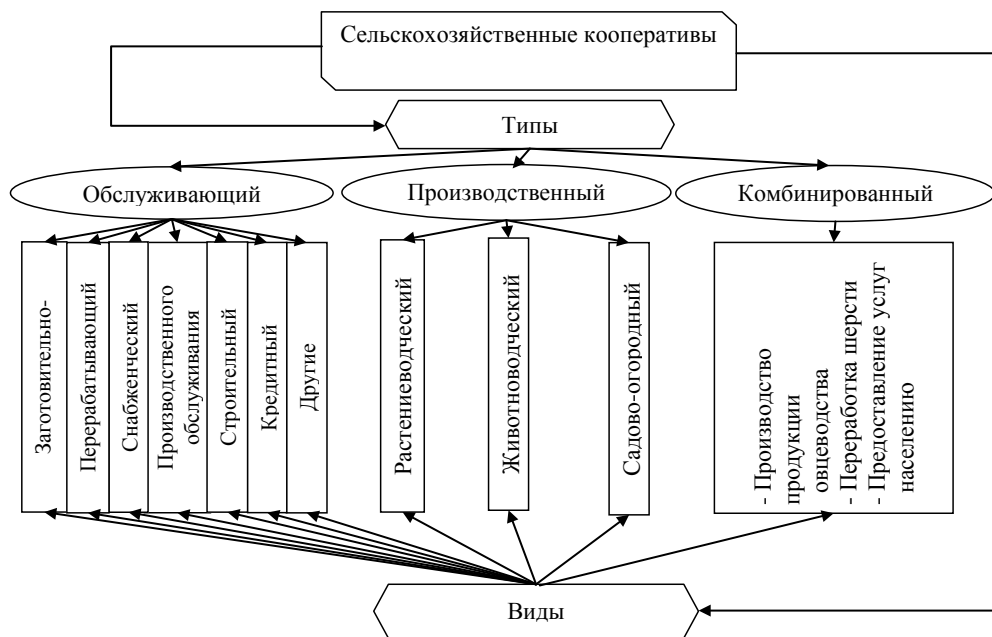 Сельскохозяйственные кооперативы
Типы
Обслуживающий
Производственный
Комбинированный
Заготовительно-
Перерабатывающий
Снабженческий
Производственного
обслуживания
Строительный
Кредитный
Другие
Растениеводческий
Животноводческий
Садово-огородный
- Производство
продукции
овцеводства
- Переработка шерсти
- Предоставление услуг
населению
Виды